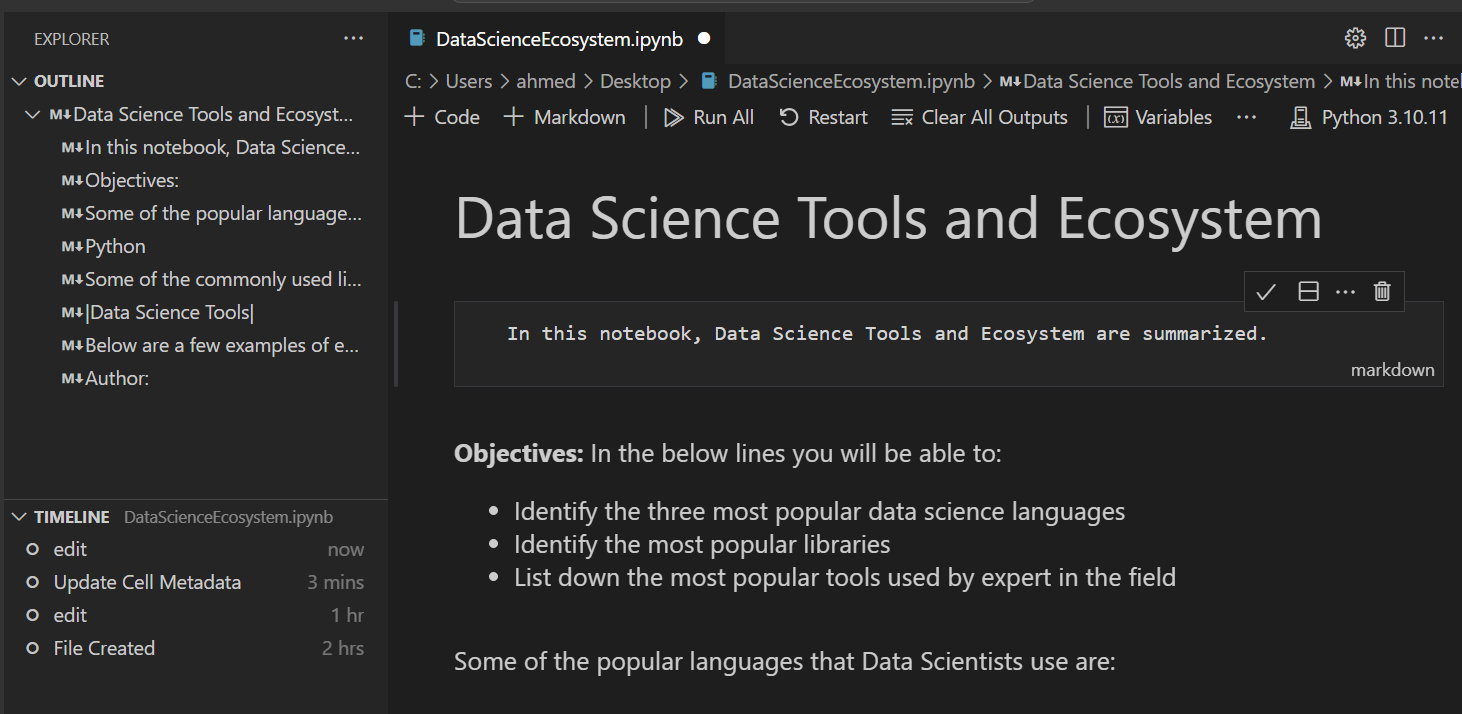 EXPLORER
OUTLINE
M↓Data Science Tools and Ecosyst...
M↓In this notebook, Data Science...
M↓Objectives:
M↓Some of the popular language...
M↓Python
M↓Some of the commonly used li...
M↓|Data Science Tools|
M↓Below are a few examples of e...
M↓Author:
TIMELINE DataScienceEcosystem.ipynb
edit now
Update Cell Metadata 3 mins
edit 1 hr
File Created 2 hrs
DataScienceEcosystem.ipynb
C: > Users > ahmed > Desktop > DataScienceEcosystem.ipynb > M↓Data Science Tools and Ecosystem > M↓In this note
+ Code + Markdown | Run All Restart Clear All Outputs | Variables ... Python 3.10.11
Data Science Tools and Ecosystem
In this notebook, Data Science Tools and Ecosystem are summarized.
markdown
Objectives: In the below lines you will be able to:
• Identify the three most popular data science languages
• Identify the most popular libraries
• List down the most popular tools used by expert in the field
Some of the popular languages that Data Scientists use are: